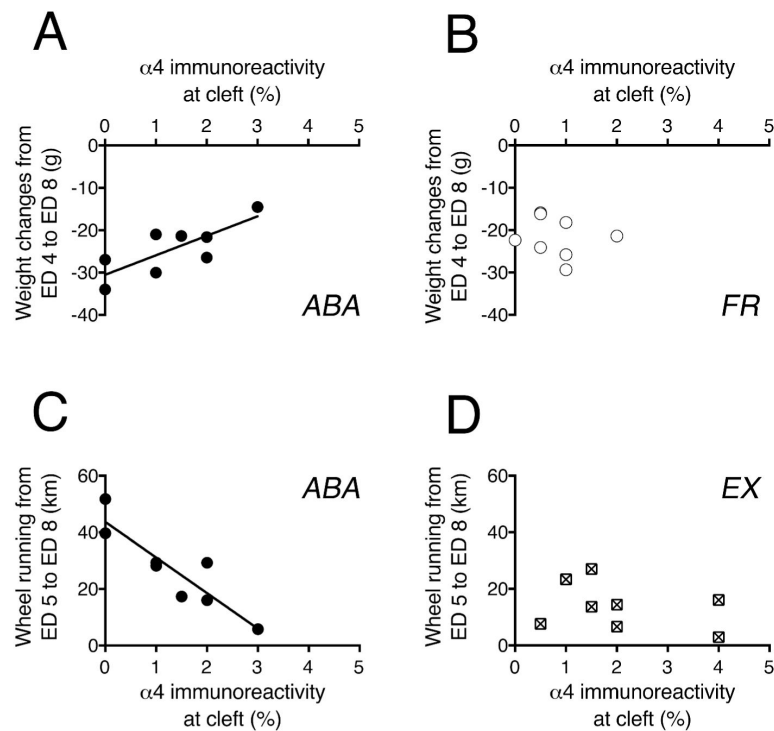 A
α4 immunoreactivity
at cleft (%)
0 1 2 3 4 5
Weight changes from
ED 4 to ED 8 (g)
0
-10
-20
-30
-40
ABA
B
α4 immunoreactivity
at cleft (%)
0 1 2 3 4 5
Weight changes from
ED 4 to ED 8 (g)
0
-10
-20
-30
-40
FR
C
Wheel running from
ED 5 to ED 8 (km)
60
40
20
0
ABA
0 1 2 3 4 5
α4 immunoreactivity
at cleft (%)
D
Wheel running from
ED 5 to ED 8 (km)
60
40
20
0
EX
0 1 2 3 4 5
α4 immunoreactivity
at cleft (%)